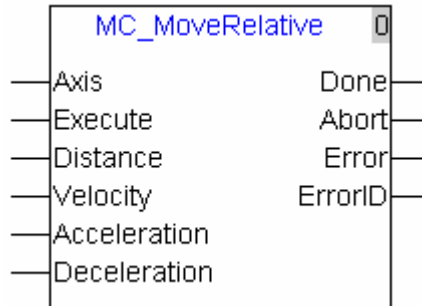 MC_MoveRelative 0
Axis Done
Execute Abort
Distance Error
Velocity ErrorID
Acceleration
Deceleration